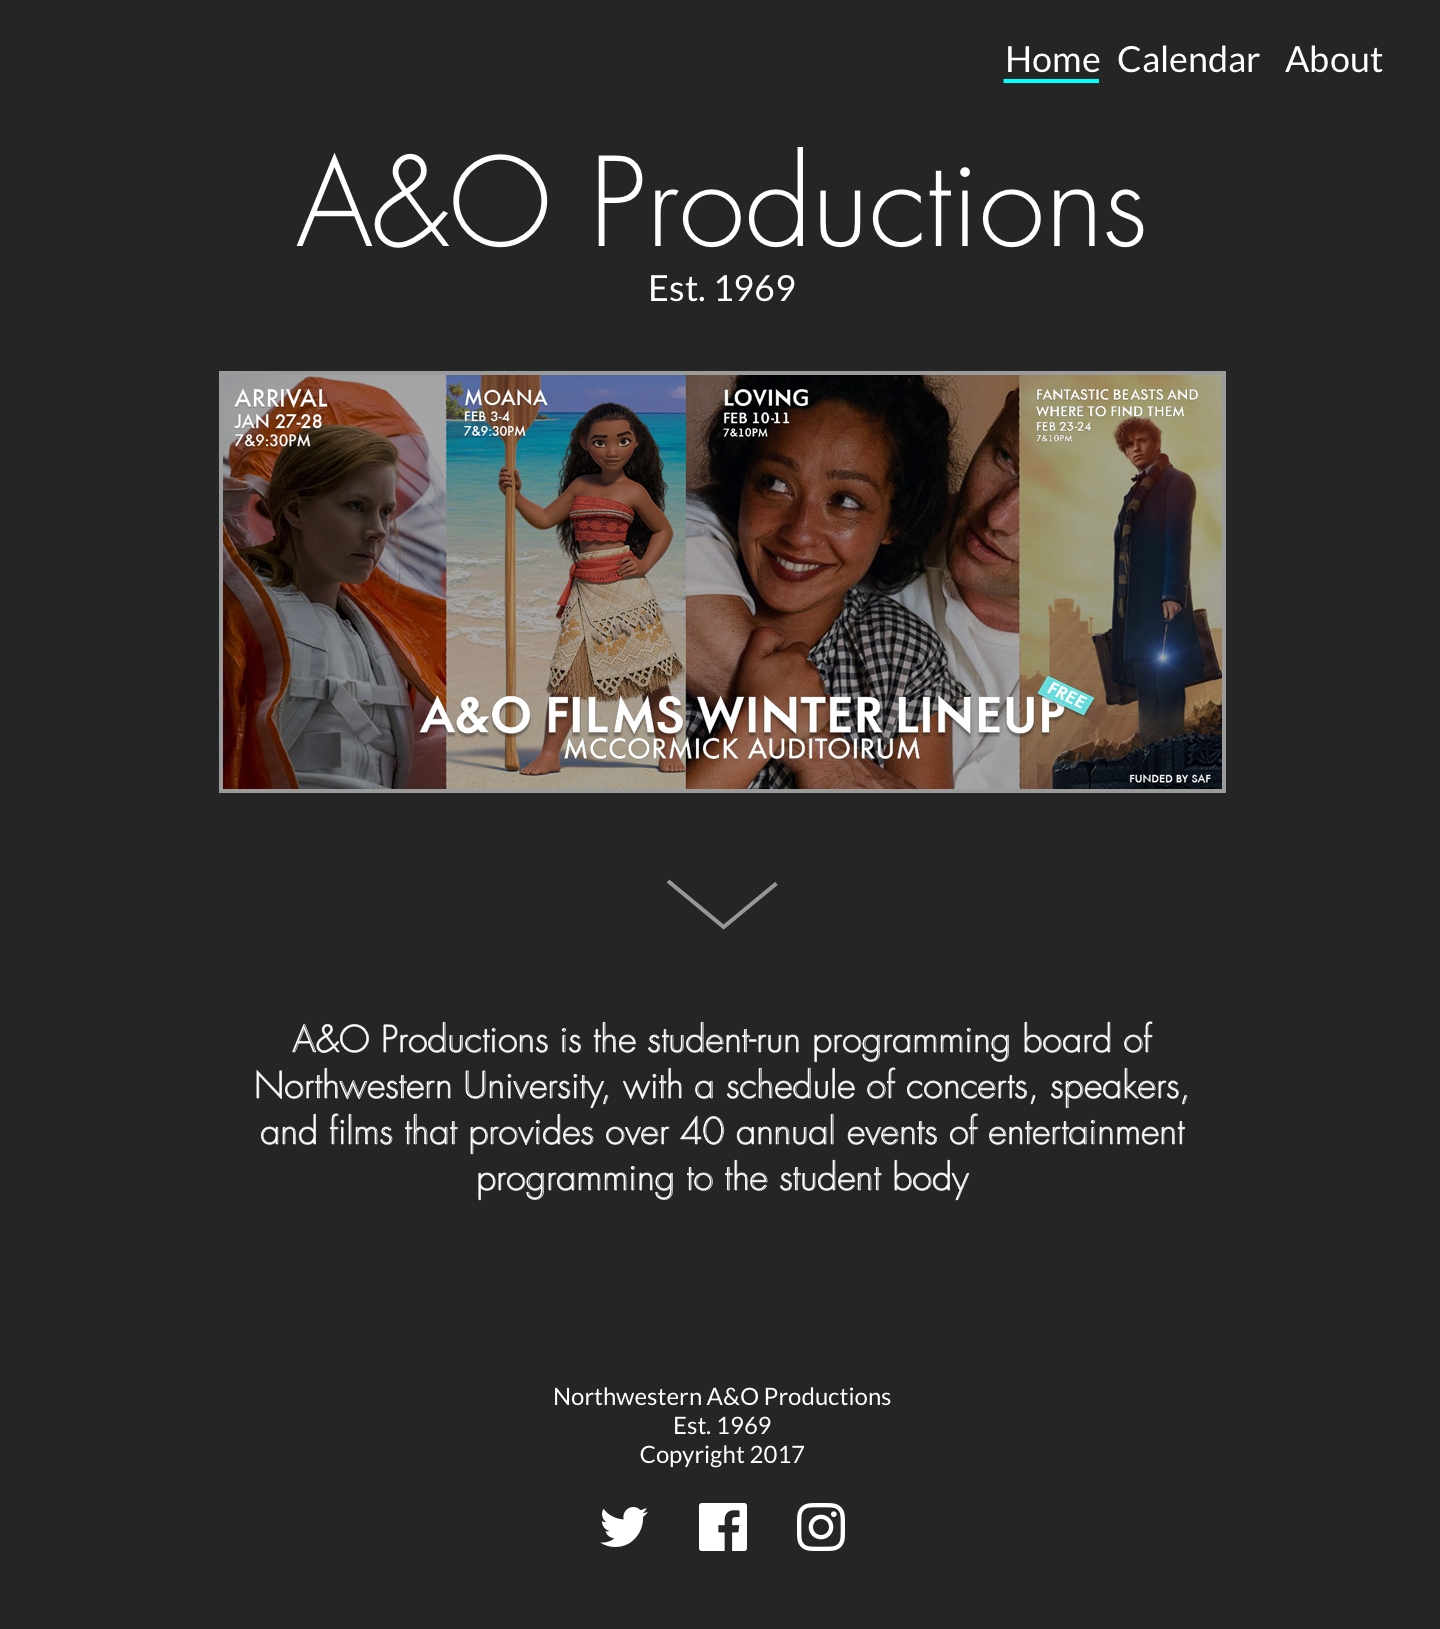 Home Calendar About
A&O Productions
Est. 1969
ARRIVAL
JAN 27-28
7&9:30PM
MOANA
FEB 3-4
7&9:30PM
LOVING
FEB 10-11
7&10PM
FANTASTIC BEASTS AND
WHERE TO FIND THEM
FEB 23-24
7&10PM
FREE
A&O FILMS WINTER LINEUP
MCCORMICK AUDITOIRUM
FUNDED BY SAF
A&O Productions is the student-run programming board of
Northwestern University, with a schedule of concerts, speakers,
and films that provides over 40 annual events of entertainment
programming to the student body
Northwestern A&O Productions
Est. 1969
Copyright 2017